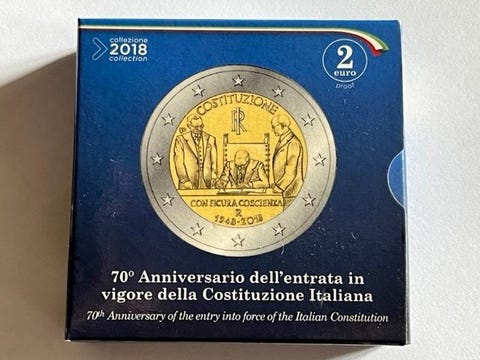 collezione
2018
collection
2
euro
proof
COSTITUZIONE
RI
CON SICURA COSCIENZA
R
1948-2018
70º Anniversario dell'entrata in
vigore della Costituzione Italiana
70th Anniversary of the entry into force of the Italian Constitution